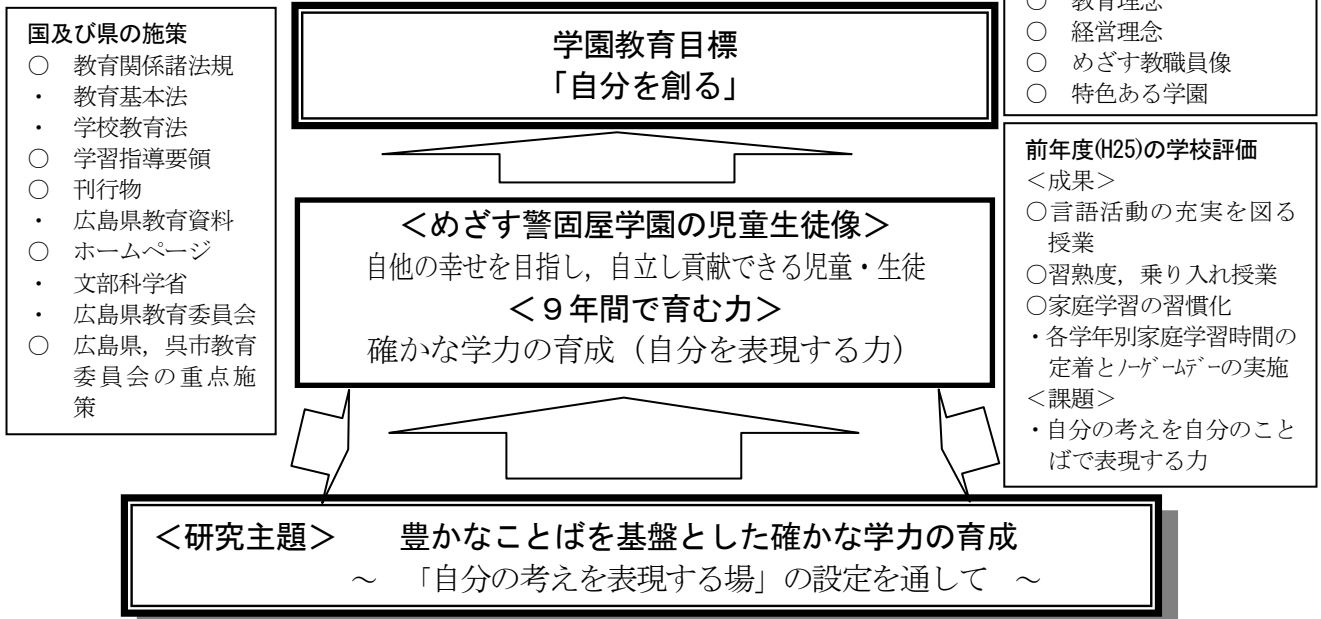 国及び県の施策
○ 教育関係諸法規
・ 教育基本法
・ 学校教育法
○ 学習指導要領
○ 刊行物
・ 広島県教育資料
○ ホームページ
・ 文部科学省
・ 広島県教育委員会
○ 広島県，呉市教育
委員会の重点施
策
学園教育目標
「自分を創る」
○ 教育理念
○ 経営理念
○ めざす教職員像
○ 特色ある学園
＜めざす警固屋学園の児童生徒像＞
自他の幸せを目指し，自立し貢献できる児童・生徒
＜９年間で育む力＞
確かな学力の育成（自分を表現する力）
前年度(H25)の学校評価
＜成果＞
○言語活動の充実を図る
授業
○習熟度，乗り入れ授業
○家庭学習の習慣化
・各学年別家庭学習時間の
定着とﾉｰｹﾞｰﾑﾃﾞｰの実施
＜課題＞
・自分の考えを自分のこと
ばで表現する力
＜研究主題＞ 豊かなことばを基盤とした確かな学力の育成
～ 「自分の考えを表現する場」の設定を通して ～